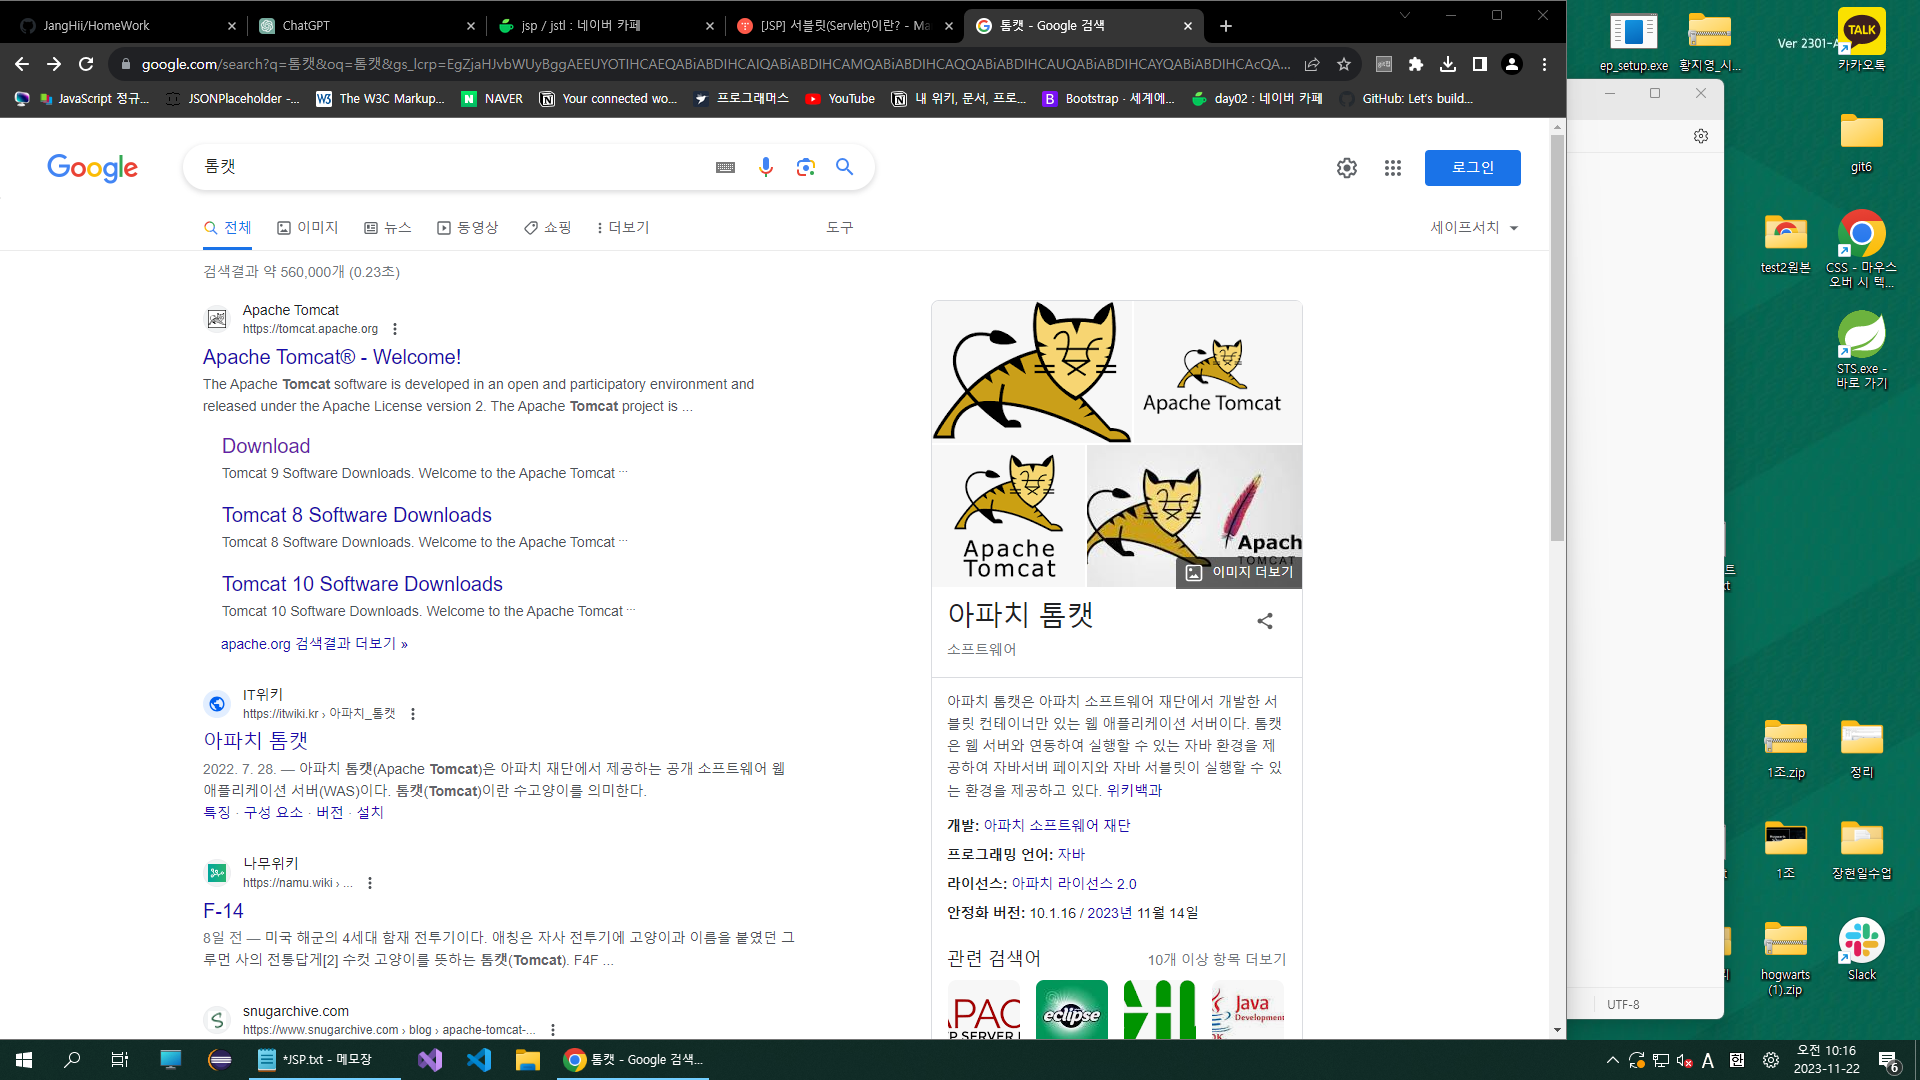 JangHii/HomeWork
ChatGPT
jsp / jstl : 네이버 카페
[JSP] 서블릿(Servlet)이란? - Ma
톰캣 - Google 검색
google.com/search?q=톰캣&oq=톰캣&gs_lcrp=EgZjaHJvbWUyBggAEEUYOTIHCAEQABiABDIHCAIQABiABDIHCAMQABiABDIHCAQQABiABDIHCAUQABiABDIHCAYQABiABDIHCAcQA...
JavaScript 정규...
JSONPlaceholder -...
The W3C Markup...
NAVER
Your connected wo...
프로그래머스
YouTube
내 위키, 문서, 프로...
Bootstrap · 세계에...
day02 : 네이버 카페
GitHub: Let's build...
Google
톰캣
로그인
전체
이미지
뉴스
동영상
쇼핑
더보기
도구
세이프서치
검색결과 약 560,000개 (0.23초)
Apache Tomcat
https://tomcat.apache.org
Apache Tomcat® - Welcome!
The Apache Tomcat software is developed in an open and participatory environment and
released under the Apache License version 2. The Apache Tomcat project is ...
Download
Tomcat 9 Software Downloads. Welcome to the Apache Tomcat ...
Tomcat 8 Software Downloads
Tomcat 8 Software Downloads. Welcome to the Apache Tomcat ...
Tomcat 10 Software Downloads
Tomcat 10 Software Downloads. Welcome to the Apache Tomcat ...
apache.org 검색결과 더보기 »
IT위키
https://itwiki.kr › 아파치_톰캣
아파치 톰캣
2022. 7. 28. — 아파치 톰캣(Apache Tomcat)은 아파치 재단에서 제공하는 공개 소프트웨어 웹
애플리케이션 서버(WAS)이다. 톰캣(Tomcat)이란 수고양이를 의미한다.
특징 · 구성 요소 · 버전 · 설치
나무위키
https://namu.wiki › ...
F-14
8일 전 — 미국 해군의 4세대 함재 전투기이다. 애칭은 자사 전투기에 고양이과 이름을 붙였던 그
루먼 사의 전통답게[2] 수컷 고양이를 뜻하는 톰캣(Tomcat). F4F ...
snugarchive.com
https://www.snugarchive.com › blog › apache-tomcat-...
Apache Tomcat
Apache
Tomcat
Apach
TOMCAT
이미지 더보기
아파치 톰캣
소프트웨어
아파치 톰캣은 아파치 소프트웨어 재단에서 개발한 서
블릿 컨테이너만 있는 웹 애플리케이션 서버이다. 톰캣
은 웹 서버와 연동하여 실행할 수 있는 자바 환경을 제
공하여 자바서버 페이지와 자바 서블릿이 실행할 수 있
는 환경을 제공하고 있다. 위키백과
개발: 아파치 소프트웨어 재단
프로그래밍 언어: 자바
라이선스: 아파치 라이선스 2.0
안정화 버전: 10.1.16 / 2023년 11월 14일
관련 검색어
10개 이상 항목 더보기
APAC
P SERVER
eclipse
Java
Development
ep_setup.exe
황지영_시...
Ver 2301-
TALK
카카오톡
git6
test2원본
CSS - 마우스
오버 시 텍...
STS.exe -
바로 가기
1조.zip
정리
1조
장현일수업
hogwarts
(1).zip
Slack
UTF-8
*JSP.txt - 메모장
톰캣 - Google 검색...
A
한
오전 10:16
2023-11-22
6